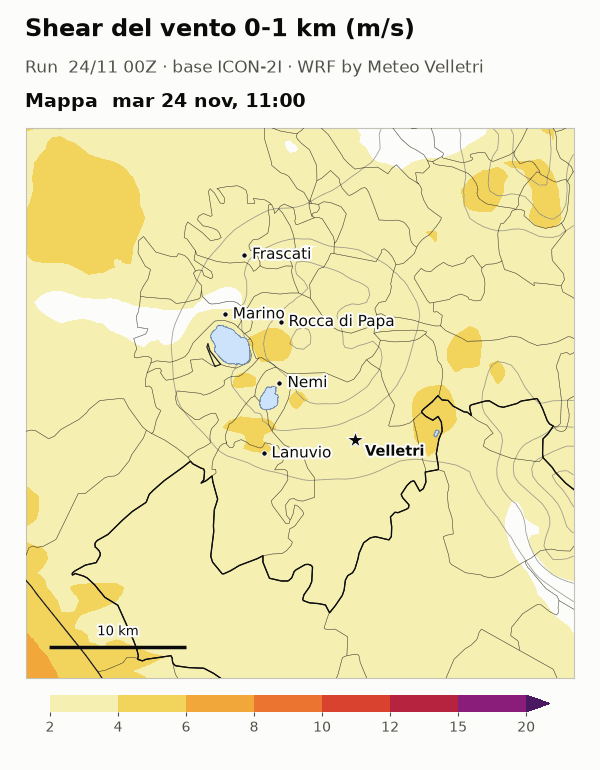 Shear del vento 0-1 km (m/s)
Run  24/11 00Z · base ICON-2I · WRF by Meteo Velletri
Mappa  mar 24 nov, 11:00
Frascati
Marino
Rocca di Papa
Nemi
Velletri
Lanuvio
10 km
2 4 6 8 10 12 15 20